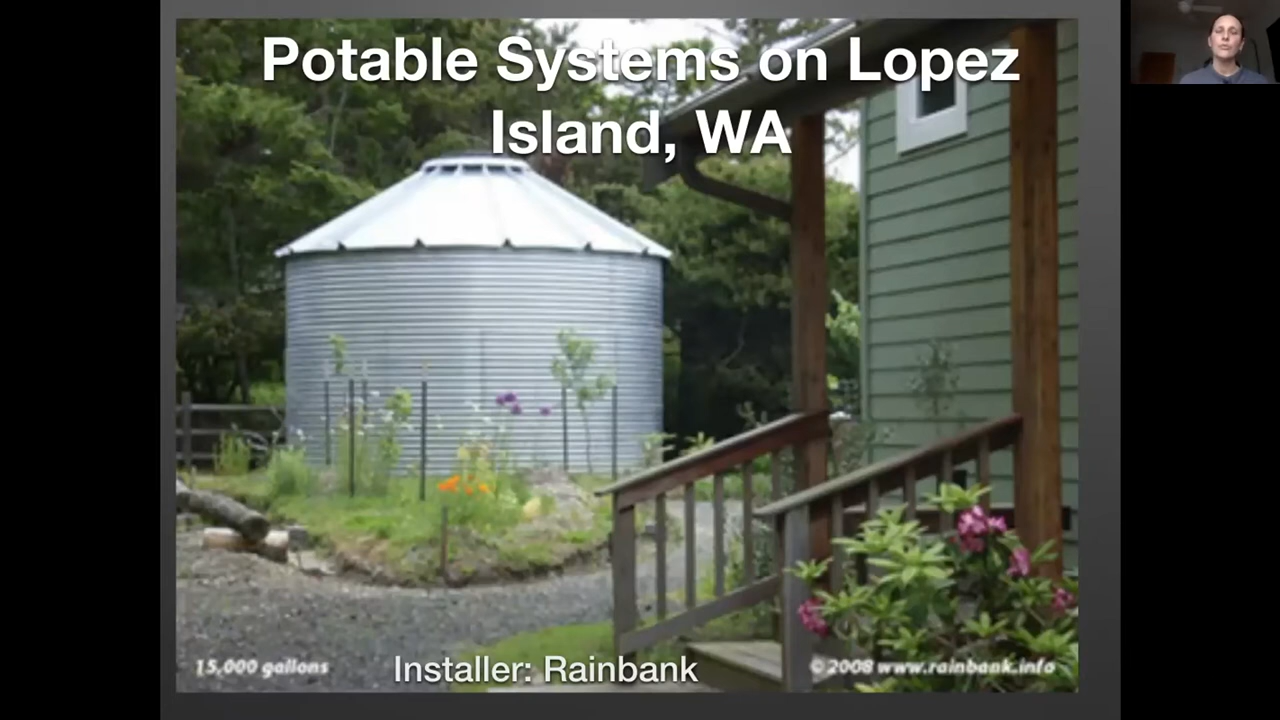 Potable Systems on Lopez
Island, WA
15,000 gallons
Installer: Rainbank
©2008 www.rainbank.info